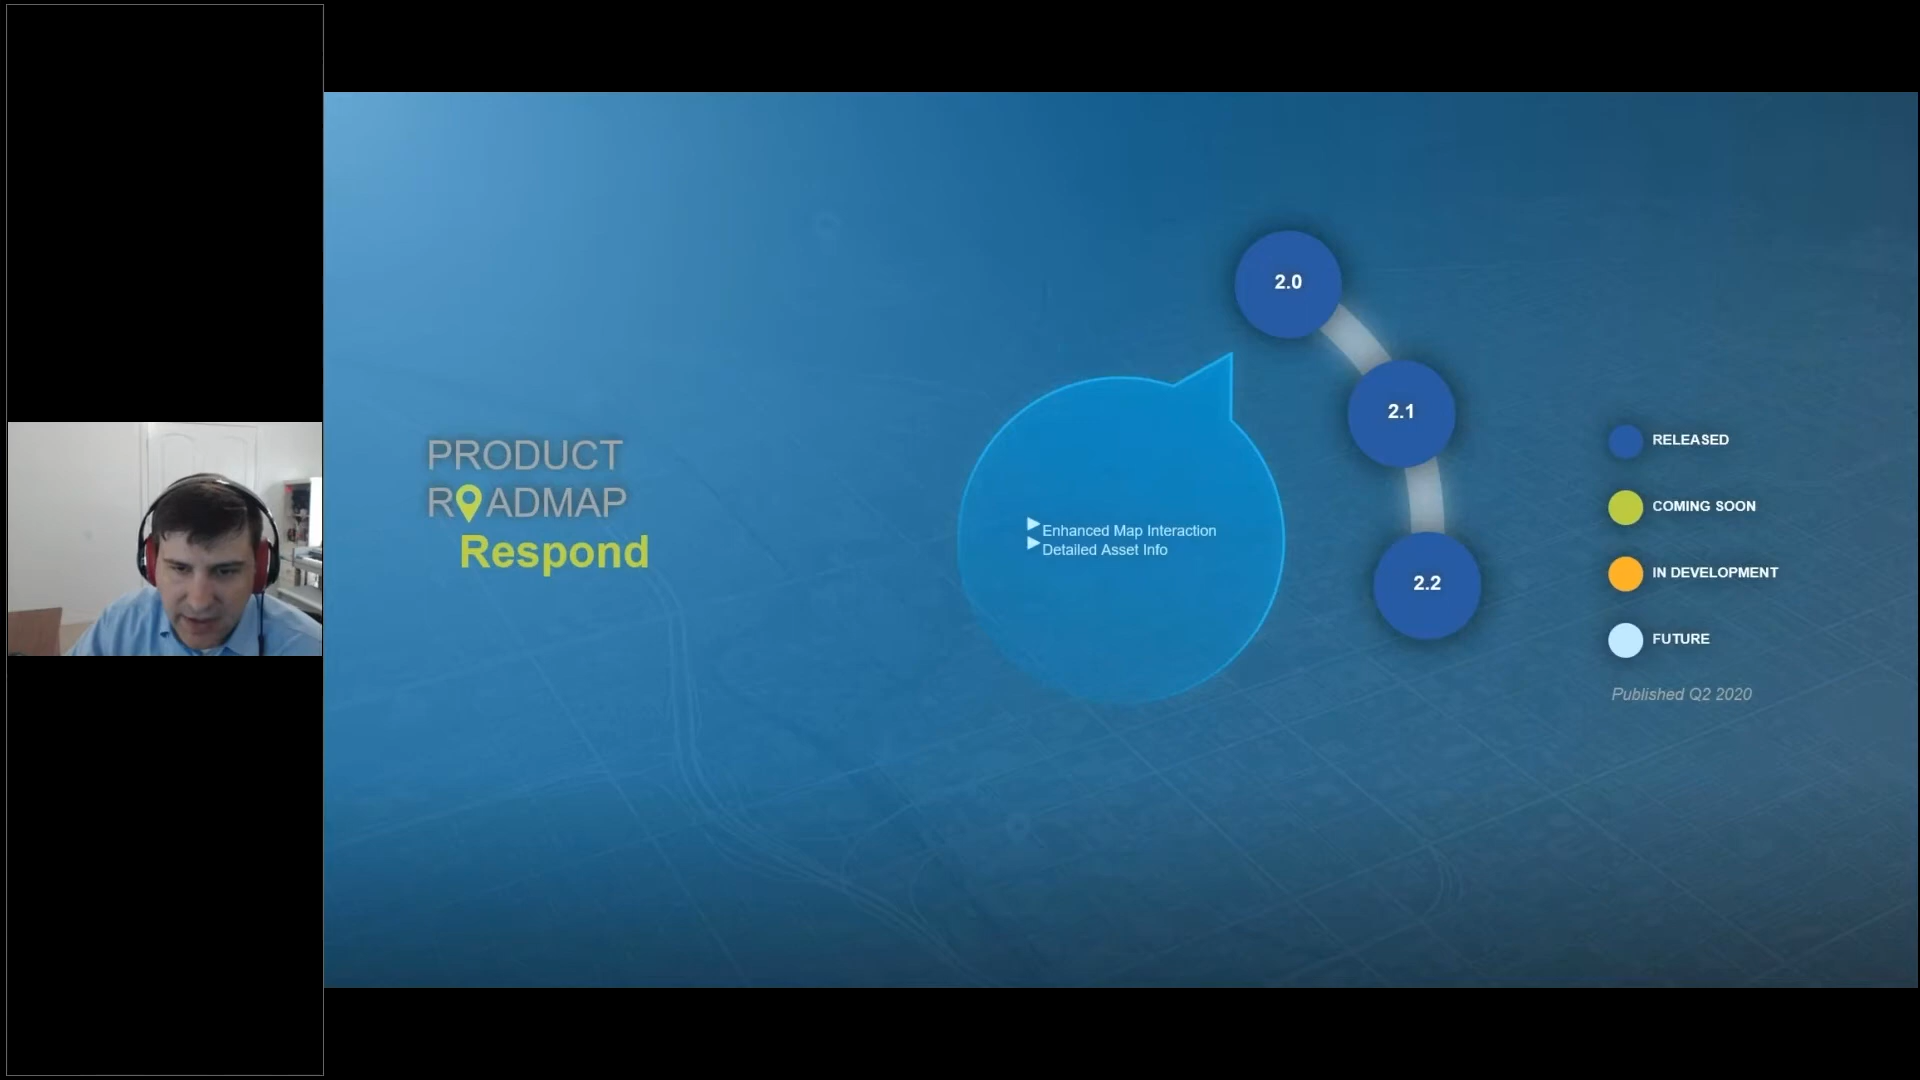 PRODUCT
ROADMAP
Respond
Enhanced Map Interaction
Detailed Asset Info
2.0
2.1
2.2
RELEASED
COMING SOON
IN DEVELOPMENT
FUTURE
Published Q2 2020